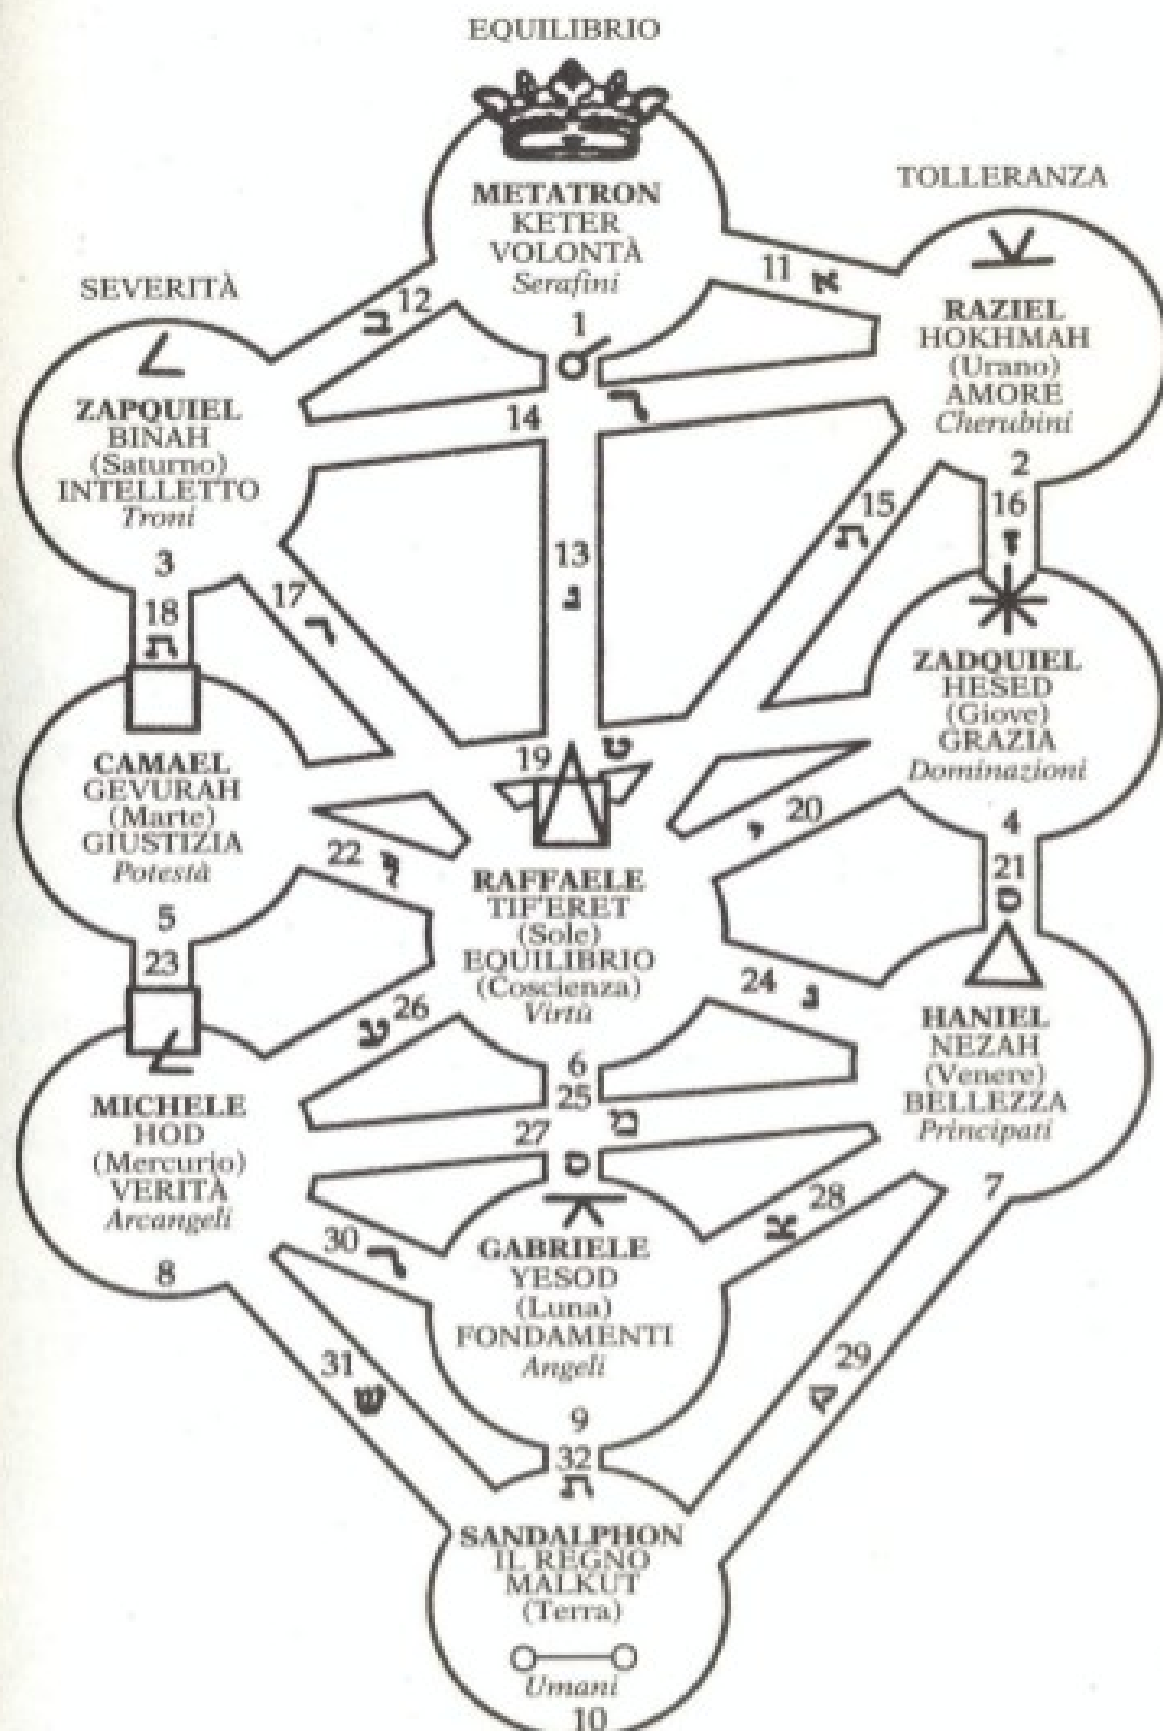 EQUILIBRIO
TOLLERANZA
SEVERITÀ
METATRON
KETER
VOLONTÀ
Serafini
1
11
א
12
ב
RAZIEL
HOKHMAH
(Urano)
AMORE
Cherubini
2
ZAPQUIEL
BINAH
(Saturno)
INTELLETTO
Troni
3
14
13
15
16
17
18
ZADQUIEL
HESED
(Giove)
GRAZIA
Dominazioni
4
CAMAEL
GEVURAH
(Marte)
GIUSTIZIA
Potestà
5
19
ט
20
י
21
22
RAFFAELE
TIF'ERET
(Sole)
EQUILIBRIO
(Coscienza)
Virtù
6
23
24
25
26
HANIEL
NEZAH
(Venere)
BELLEZZA
Principati
7
MICHELE
HOD
(Mercurio)
VERITÀ
Arcangeli
8
27
מ
28
30
GABRIELE
YESOD
(Luna)
FONDAMENTI
Angeli
9
29
31
ש
32
ת
SANDALPHON
IL REGNO
MALKUT
(Terra)
Umani
10